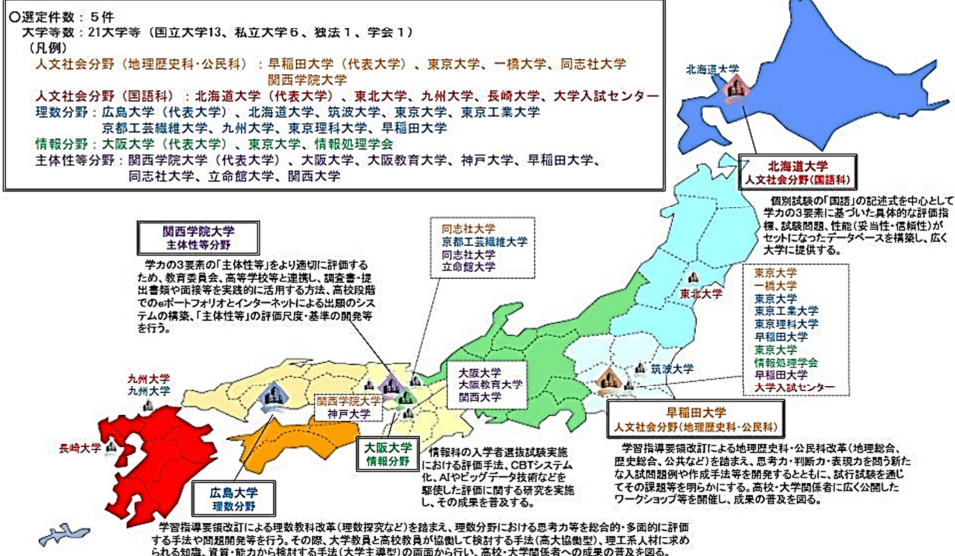 〇選定件数：５件
大学等数：21大学等（国立大学13、私立大学６、独法１、学会１）
（凡例）
人文社会分野（地理歴史科・公民科）：早稲田大学（代表大学）、東京大学、一橋大学、同志社大学
関西学院大学
人文社会分野（国語科）：北海道大学（代表大学）、東北大学、九州大学、長崎大学、大学入試センター
理数分野：広島大学（代表大学）、北海道大学、筑波大学、東京大学、東京工業大学
京都工芸繊維大学、九州大学、東京理科大学、早稲田大学
情報分野：大阪大学（代表大学）、東京大学、情報処理学会
主体性等分野：関西学院大学（代表大学）、大阪大学、大阪教育大学、神戸大学、早稲田大学、
同志社大学、立命館大学、関西大学
北海道大学
北海道大学
人文社会分野（国語科）
個別試験の「国語」の記述式を中心として
学力の３要素に基づいた具体的な評価指
標、試験問題、性能（妥当性・信頼性）が
セットになったデータベースを構築し、広く
大学に提供する。
関西学院大学
主体性等分野
学力の３要素の「主体性等」をより適切に評価する
ため、教育委員会、高等学校等と連携し、調査書・提
出書類や面接等を実践的に活用する方法、高校段階
でのeポートフォリオとインターネットによる出願のシス
テムの構築、「主体性等」の評価尺度・基準の開発等
を行う。
同志社大学
京都工芸繊維大学
同志社大学
立命館大学
東北大学
東京大学
一橋大学
東京大学
東京工業大学
東京理科大学
早稲田大学
東京大学
情報処理学会
早稲田大学
大学入試センター
筑波大学
大阪大学
大阪教育大学
関西大学
九州大学
九州大学
長崎大学
関西学院大学
神戸大学
大阪大学
情報分野
情報科の入学者選抜試験実施
における評価手法、CBTシステム
化、AIやビッグデータ技術などを
駆使した評価に関する研究を実施
し、その成果を普及する。
早稲田大学
人文社会分野（地理歴史科・公民科）
学習指導要領改訂による地理歴史科・公民科改革（地理総合、
歴史総合、公共など）を踏まえ、思考力・判断力・表現力を問う新た
な入試問題例や作成手法等を開発するとともに、試行試験を通じ
てその課題等を明らかにする。高校・大学関係者に広く公開した
ワークショップ等を開催し、成果の普及を図る。
広島大学
理数分野
学習指導要領改訂による理数教科改革（理数探究など）を踏まえ、理数分野における思考力等を総合的・多面的に評価
する手法や問題開発等を行う。その際、大学教員と高校教員が協働して検討する手法（高大協働型）、理工系人材に求め
られる知識、資質・能力から検討する手法（大学主導型）の両面から行い、高校・大学関係者への成果の普及を図る。